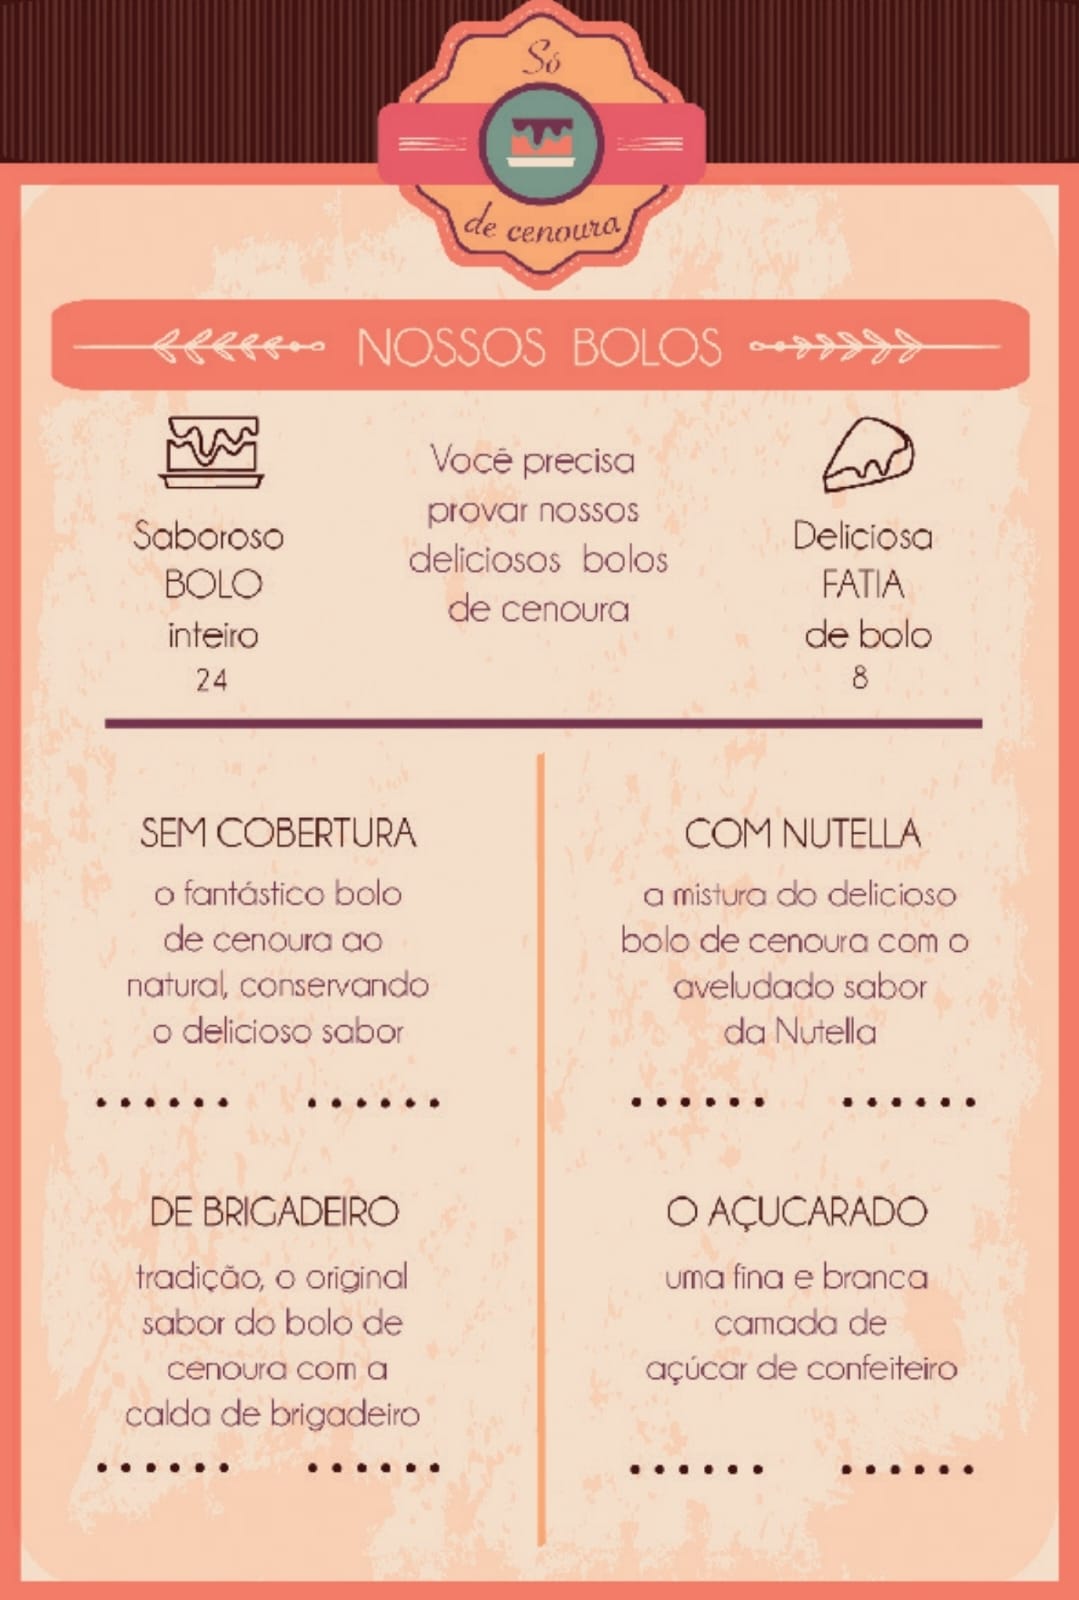 Só
de cenoura
NOSSOS BOLOS
Saboroso
BOLO
inteiro
24
Você precisa
provar nossos
deliciosos bolos
de cenoura
Deliciosa
FATIA
de bolo
8
SEM COBERTURA
o fantástico bolo
de cenoura ao
natural, conservando
o delicioso sabor
COM NUTELLA
a mistura do delicioso
bolo de cenoura com o
aveludado sabor
da Nutella
DE BRIGADEIRO
tradição, o original
sabor do bolo de
cenoura com a
calda de brigadeiro
O AÇUCARADO
uma fina e branca
camada de
açúcar de confeiteiro